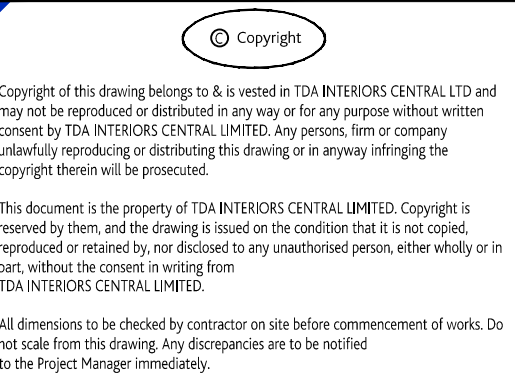 © Copyright
Copyright of this drawing belongs to & is vested in TDA INTERIORS CENTRAL LTD and
may not be reproduced or distributed in any way or for any purpose without written
consent by TDA INTERIORS CENTRAL LIMITED. Any persons, firm or company
unlawfully reproducing or distributing this drawing or in anyway infringing the
copyright therein will be prosecuted.
This document is the property of TDA INTERIORS CENTRAL LIMITED. Copyright is
reserved by them, and the drawing is issued on the condition that it is not copied,
reproduced or retained by, nor disclosed to any unauthorised person, either wholly or in
part, without the consent in writing from
TDA INTERIORS CENTRAL LIMITED.
All dimensions to be checked by contractor on site before commencement of works. Do
not scale from this drawing. Any discrepancies are to be notified
to the Project Manager immediately.